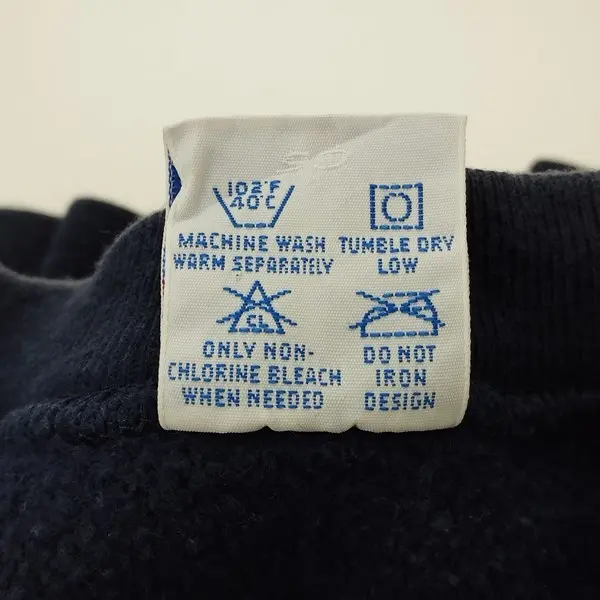 102°F
40°C
MACHINE WASH
WARM SEPARATELY
TUMBLE DRY
LOW
CL
ONLY NON-
CHLORINE BLEACH
WHEN NEEDED
DO NOT
IRON
DESIGN